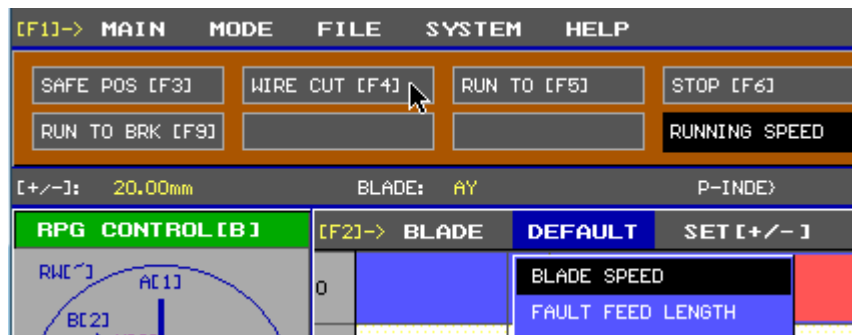 [F1]-> MAIN MODE FILE SYSTEM HELP
SAFE POS [F3] WIRE CUT [F4] RUN TO [F5] STOP [F6]
RUN TO BRK [F9] RUNNING SPEED
[+/-]: 20.00mm BLADE: AY P-INDE>
RPG CONTROL[B] [F2]-> BLADE DEFAULT SET[+/-]
RW[~] A[1] 0 BLADE SPEED
B[2] FAULT FEED LENGTH